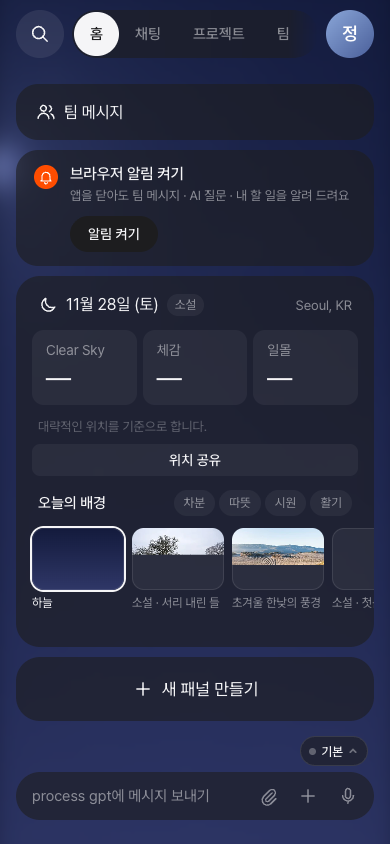 홈 채팅 프로젝트 팀 정
팀 메시지
브라우저 알림 켜기
앱을 닫아도 팀 메시지 · AI 질문 · 내 할 일을 알려 드려요
알림 켜기
11월 28일 (토) 소설 Seoul, KR
Clear Sky 체감 일몰
— — —
대략적인 위치를 기준으로 합니다.
위치 공유
오늘의 배경 차분 따뜻 시원 활기
하늘 소설 · 서리 내린 들 초겨울 한낮의 풍경 소설 · 첫
새 패널 만들기
기본
process gpt에 메시지 보내기